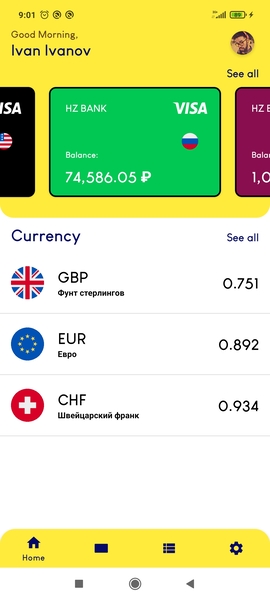 9:01
Good Morning,
Ivan Ivanov
See all
VISA
HZ BANK
VISA
HZ B
Balance:
Bala
74,586.05 ₽
1,0
Currency
See all
GBP
Фунт стерлингов
0.751
EUR
Евро
0.892
CHF
Швейцарский франк
0.934
Home